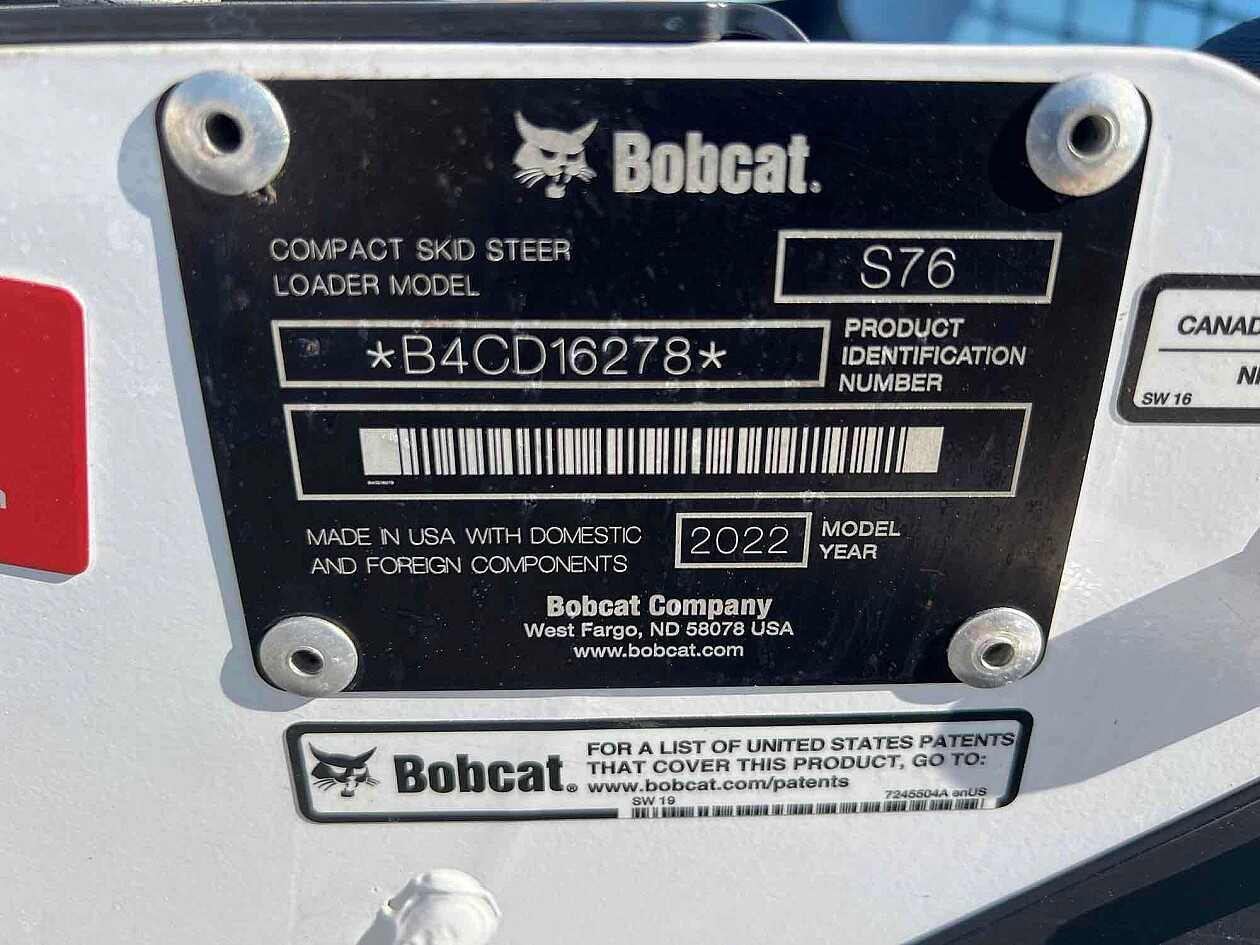 Bobcat.
COMPACT SKID STEER
LOADER MODEL
S76
*B4CD16278*
PRODUCT
IDENTIFICATION
NUMBER
MADE IN USA WITH DOMESTIC
AND FOREIGN COMPONENTS
2022
MODEL
YEAR
Bobcat Company
West Fargo, ND 58078 USA
www.bobcat.com
CANAD
SW 16
Bobcat.
FOR A LIST OF UNITED STATES PATENTS
THAT COVER THIS PRODUCT, GO TO:
www.bobcat.com/patents
SW 19
7245504A enUS